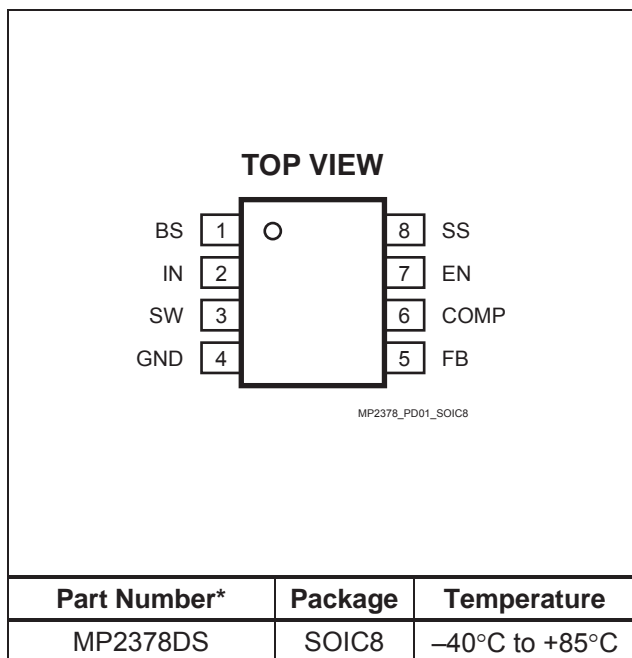 TOP VIEW
BS 1 8 SS
IN 2 7 EN
SW 3 6 COMP
GND 4 5 FB
MP2378_PD01_SOIC8
Part Number* Package Temperature
MP2378DS SOIC8 –40°C to +85°C